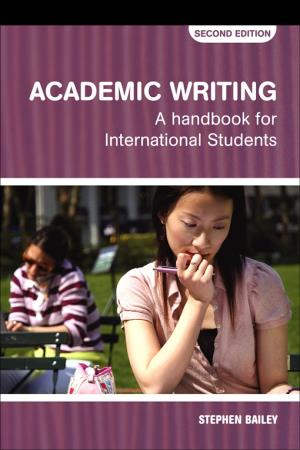 SECOND EDITION
ACADEMIC WRITING
A handbook for
International Students
STEPHEN BAILEY